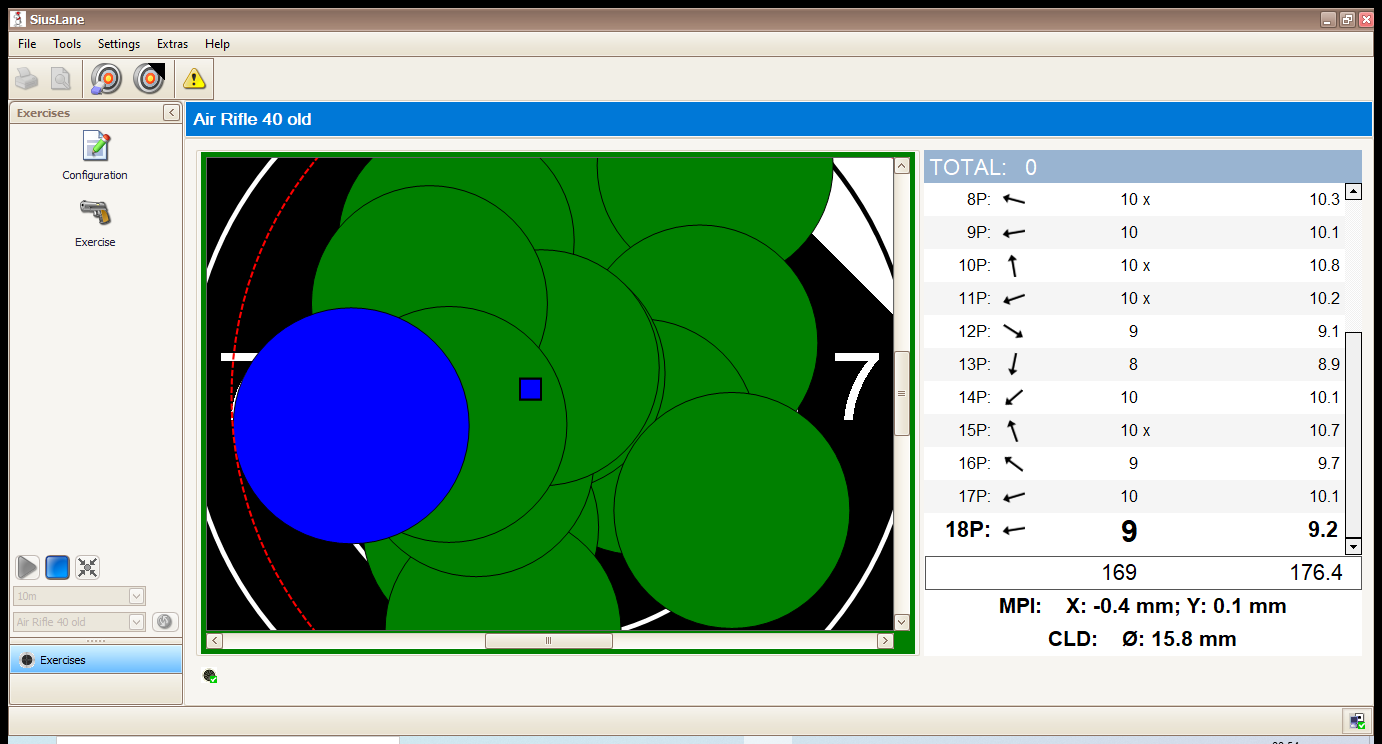 SiusLane
File Tools Settings Extras Help
Exercises
Configuration
Exercise
10m
Air Rifle 40 old
Exercises
Air Rifle 40 old
7
TOTAL: 0
8P: 10 x 10.3
9P: 10 10.1
10P: 10 x 10.8
11P: 10 x 10.2
12P: 9 9.1
13P: 8 8.9
14P: 10 10.1
15P: 10 x 10.7
16P: 9 9.7
17P: 10 10.1
18P: 9 9.2
169 176.4
MPI: X: -0.4 mm; Y: 0.1 mm
CLD: Ø: 15.8 mm